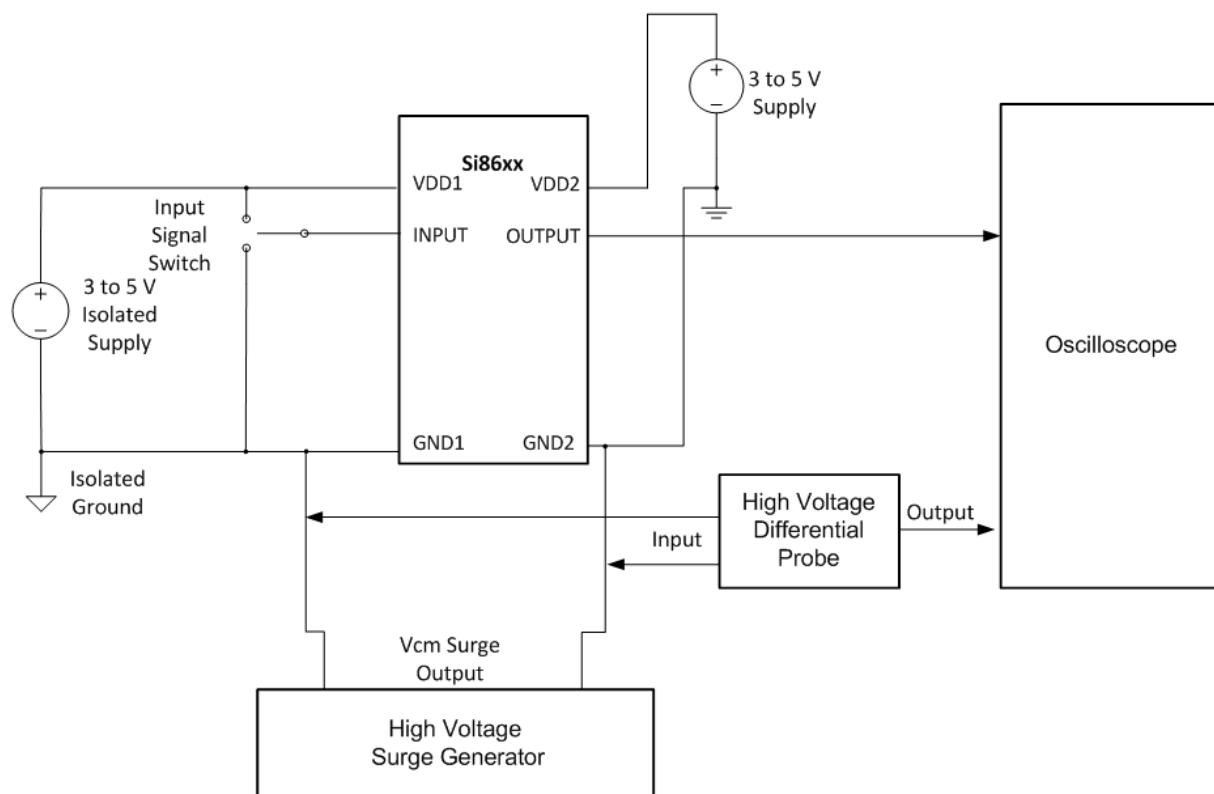 +
−
3 to 5 V
Supply
Si86xx
VDD1
VDD2
Input
Signal
Switch
INPUT
OUTPUT
+
−
3 to 5 V
Isolated
Supply
Oscilloscope
GND1
GND2
Isolated
Ground
High Voltage
Differential
Probe
Output
Input
Vcm Surge
Output
High Voltage
Surge Generator